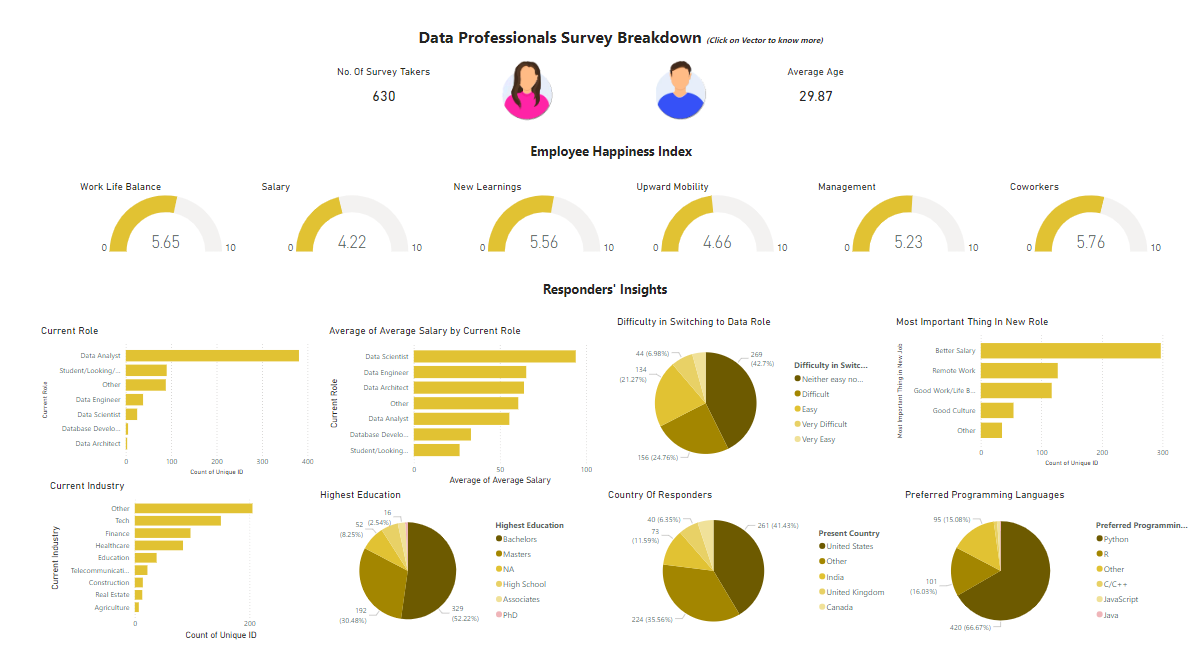 Data Professionals Survey Breakdown (Click on Vector to know more)
No. Of Survey Takers
630
Average Age
29.87
Employee Happiness Index
Work Life Balance
0
5.65
10
Salary
0
4.22
10
New Learnings
0
5.56
10
Upward Mobility
0
4.66
10
Management
0
5.23
10
Coworkers
0
5.76
10
Responders' Insights
Current Role
Current Role
Data Analyst
Student/Looking/...
Other
Data Engineer
Data Scientist
Database Develo...
Data Architect
0 100 200 300 400
Count of Unique ID
Average of Average Salary by Current Role
Current Role
Data Scientist
Data Engineer
Data Architect
Other
Data Analyst
Database Develo...
Student/Looking...
0 50 100
Average of Average Salary
Difficulty in Switching to Data Role
44 (6.98%)
134
(21.27%)
156 (24.76%)
269
(42.7%)
Difficulty in Switc...
Neither easy no...
Difficult
Easy
Very Difficult
Very Easy
Most Important Thing In New Role
Most Important Thing in New Job
Better Salary
Remote Work
Good Work/Life B...
Good Culture
Other
0 100 200 300
Count of Unique ID
Current Industry
Current Industry
Other
Tech
Finance
Healthcare
Education
Telecommunicati...
Construction
Real Estate
Agriculture
0 200
Count of Unique ID
Highest Education
16
(2.54%)
52
(8.25%)
192
(30.48%)
329
(52.22%)
Highest Education
Bachelors
Masters
NA
High School
Associates
PhD
Country Of Responders
40 (6.35%)
73
(11.59%)
224 (35.56%)
261 (41.43%)
Present Country
United States
Other
India
United Kingdom
Canada
Preferred Programming Languages
95 (15.08%)
101
(16.03%)
420 (66.67%)
Preferred Programmin...
Python
R
Other
C/C++
JavaScript
Java